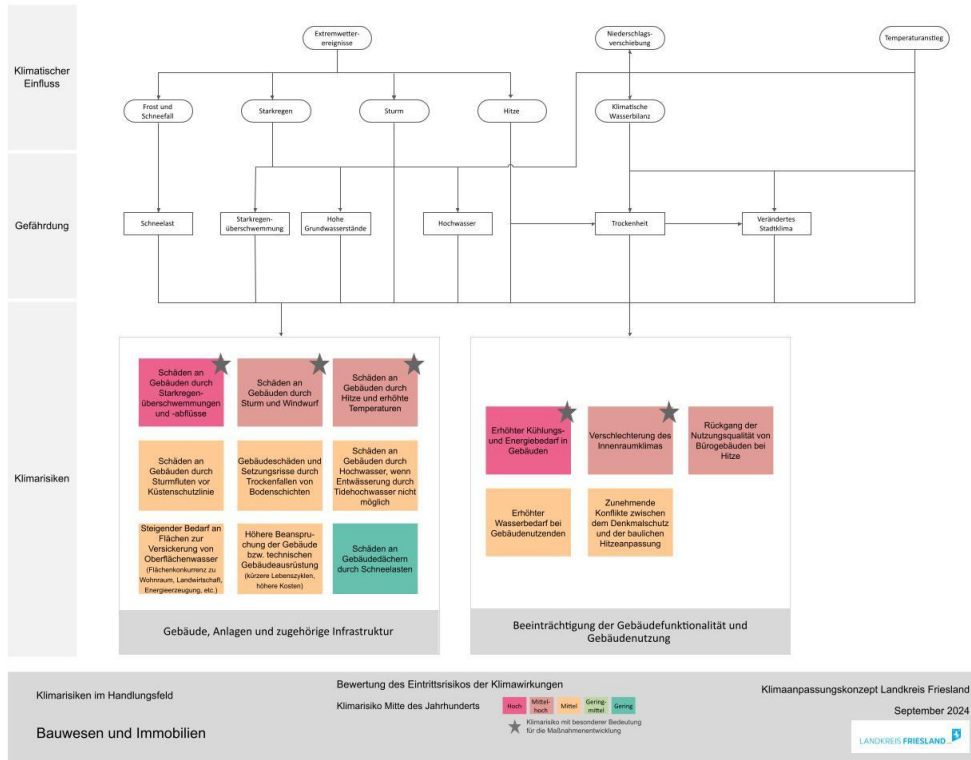 Klimatischer
Einfluss
Extremwetter-
ereignisse
Niederschlags-
verschiebung
Temperaturanstieg
Frost und
Schneefall
Starkregen
Sturm
Hitze
Klimatische
Wasserbilanz
Gefährdung
Schneelast
Starkregen-
überschwemmung
Hohe
Grundwasserstände
Hochwasser
Trockenheit
Verändertes
Stadtklima
Klimarisiken
Schäden an
Gebäuden durch
Starkregen-
überschwemmungen
und -abflüsse
Schäden an
Gebäuden durch
Sturm und Windwurf
Schäden an
Gebäuden durch
Hitze und erhöhte
Temperaturen
Schäden an
Gebäuden durch
Sturmfluten vor
Küstenschutzlinie
Gebäudeschäden und
Setzungsrisse durch
Trockenfallen von
Bodenschichten
Schäden an
Gebäuden durch
Hochwasser, wenn
Entwässerung durch
Tidehochwasser nicht
möglich
Steigender Bedarf an
Flächen zur
Versickerung von
Oberflächenwasser
(Flächenkonkurrenz zu
Wohnraum, Landwirtschaft,
Energieerzeugung, etc.)
Höhere Beanspru-
chung der Gebäude
bzw. technischen
Gebäudeausrüstung
(kürzere Lebenszyklen,
höhere Kosten)
Schäden an
Gebäudedächern
durch Schneelasten
Gebäude, Anlagen und zugehörige Infrastruktur
Erhöhter Kühlungs-
und Energiebedarf in
Gebäuden
Verschlechterung des
Innenraumklimas
Rückgang der
Nutzungsqualität von
Bürogebäuden bei
Hitze
Erhöhter
Wasserbedarf bei
Gebäudenutzenden
Zunehmende
Konflikte zwischen
dem Denkmalschutz
und der baulichen
Hitzeanpassung
Beeinträchtigung der Gebäudefunktionalität und
Gebäudenutzung
Klimarisiken im Handlungsfeld
Bauwesen und Immobilien
Bewertung des Eintrittsrisikos der Klimawirkungen
Klimarisiko Mitte des Jahrhunderts
Hoch
Mittel-
hoch
Mittel
Gering-
mittel
Gering
Klimarisiko mit besonderer Bedeutung
für die Maßnahmenentwicklung
Klimaanpassungskonzept Landkreis Friesland
September 2024
LANDKREIS FRIESLAND